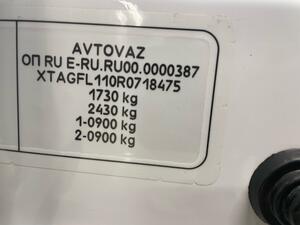 AVTOVAZ
ОП RU E-RU.RU00.0000387
XTAGFL110R0718475
1730 kg
2430 kg
1-0900 kg
2-0900 kg